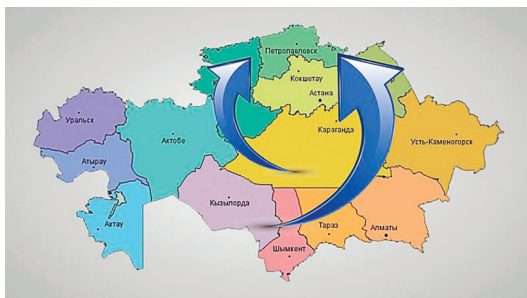 Петропавловск
Кокшетау
Астана
Уральск
Караганда
Актобе
Усть-Каменогорск
Атырау
Кызылорда
Актау
Тараз
Алматы
Шымкент